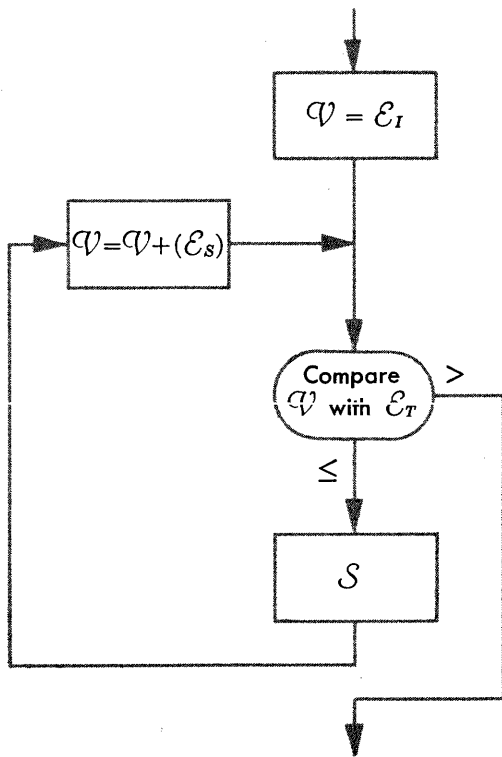 𝒱 = ℰ_I
𝒱=𝒱+(ℰ_S)
Compare
𝒱 with ℰ_T
>
≤
𝒮